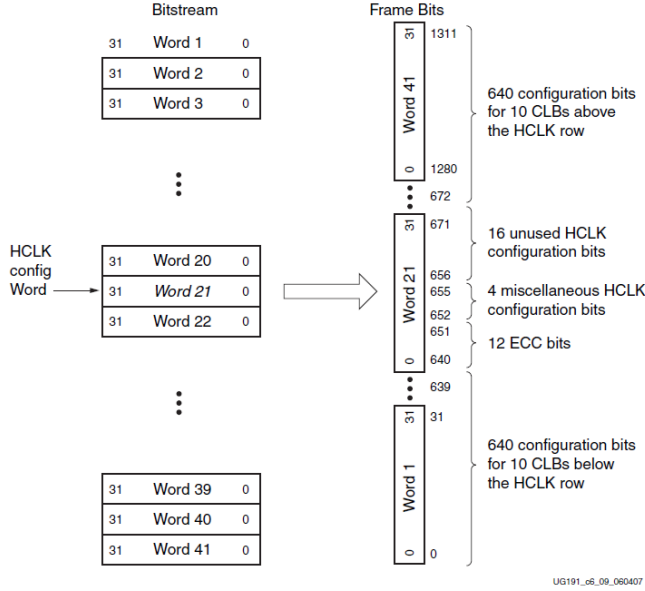 Bitstream
31 Word 1 0
31 Word 2 0
31 Word 3 0
HCLK
config
Word
31 Word 20 0
31 Word 21 0
31 Word 22 0
31 Word 39 0
31 Word 40 0
31 Word 41 0
Frame Bits
31 1311
Word 41
0 1280
672
31 671
656
Word 21
655
652
651
0 640
639
31 31
Word 1
0 0
640 configuration bits
for 10 CLBs above
the HCLK row
16 unused HCLK
configuration bits
4 miscellaneous HCLK
configuration bits
12 ECC bits
640 configuration bits
for 10 CLBs below
the HCLK row
UG191_c6_09_060407